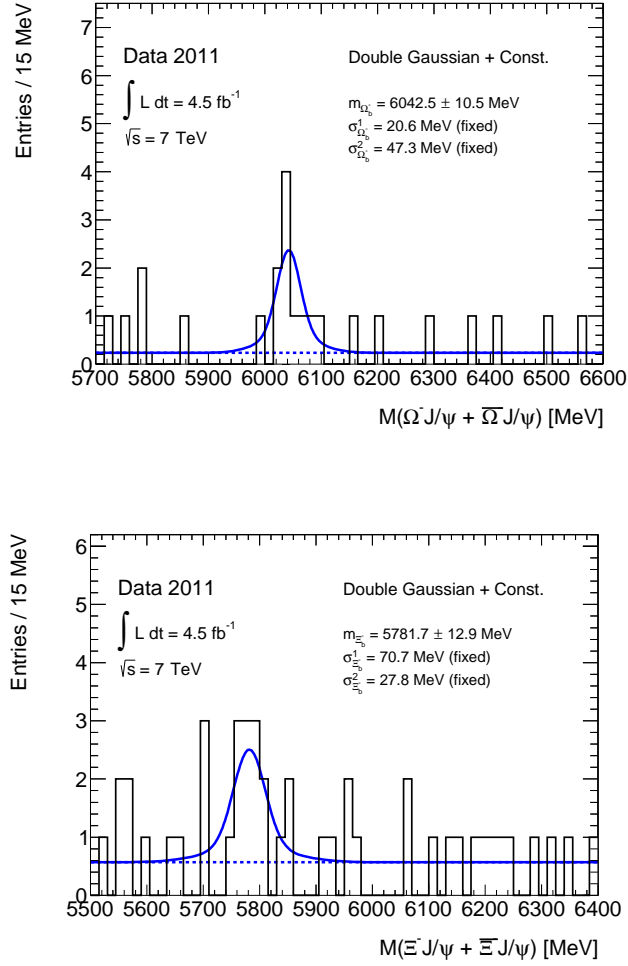 Entries / 15 MeV
7
6
5
4
3
2
1
0
Data 2011
∫ L dt = 4.5 fb⁻¹
√s = 7 TeV
Double Gaussian + Const.
m_Ω_b⁻ = 6042.5 ± 10.5 MeV
σ¹_Ω_b⁻ = 20.6 MeV (fixed)
σ²_Ω_b⁻ = 47.3 MeV (fixed)
5700 5800 5900 6000 6100 6200 6300 6400 6500 6600
M(Ω⁻J/ψ + Ω̅ J/ψ) [MeV]
Entries / 15 MeV
6
5
4
3
2
1
0
Data 2011
∫ L dt = 4.5 fb⁻¹
√s = 7 TeV
Double Gaussian + Const.
m_Ξ_b⁻ = 5781.7 ± 12.9 MeV
σ¹_Ξ_b⁻ = 70.7 MeV (fixed)
σ²_Ξ_b⁻ = 27.8 MeV (fixed)
5500 5600 5700 5800 5900 6000 6100 6200 6300 6400
M(Ξ⁻J/ψ + Ξ̅ J/ψ) [MeV]